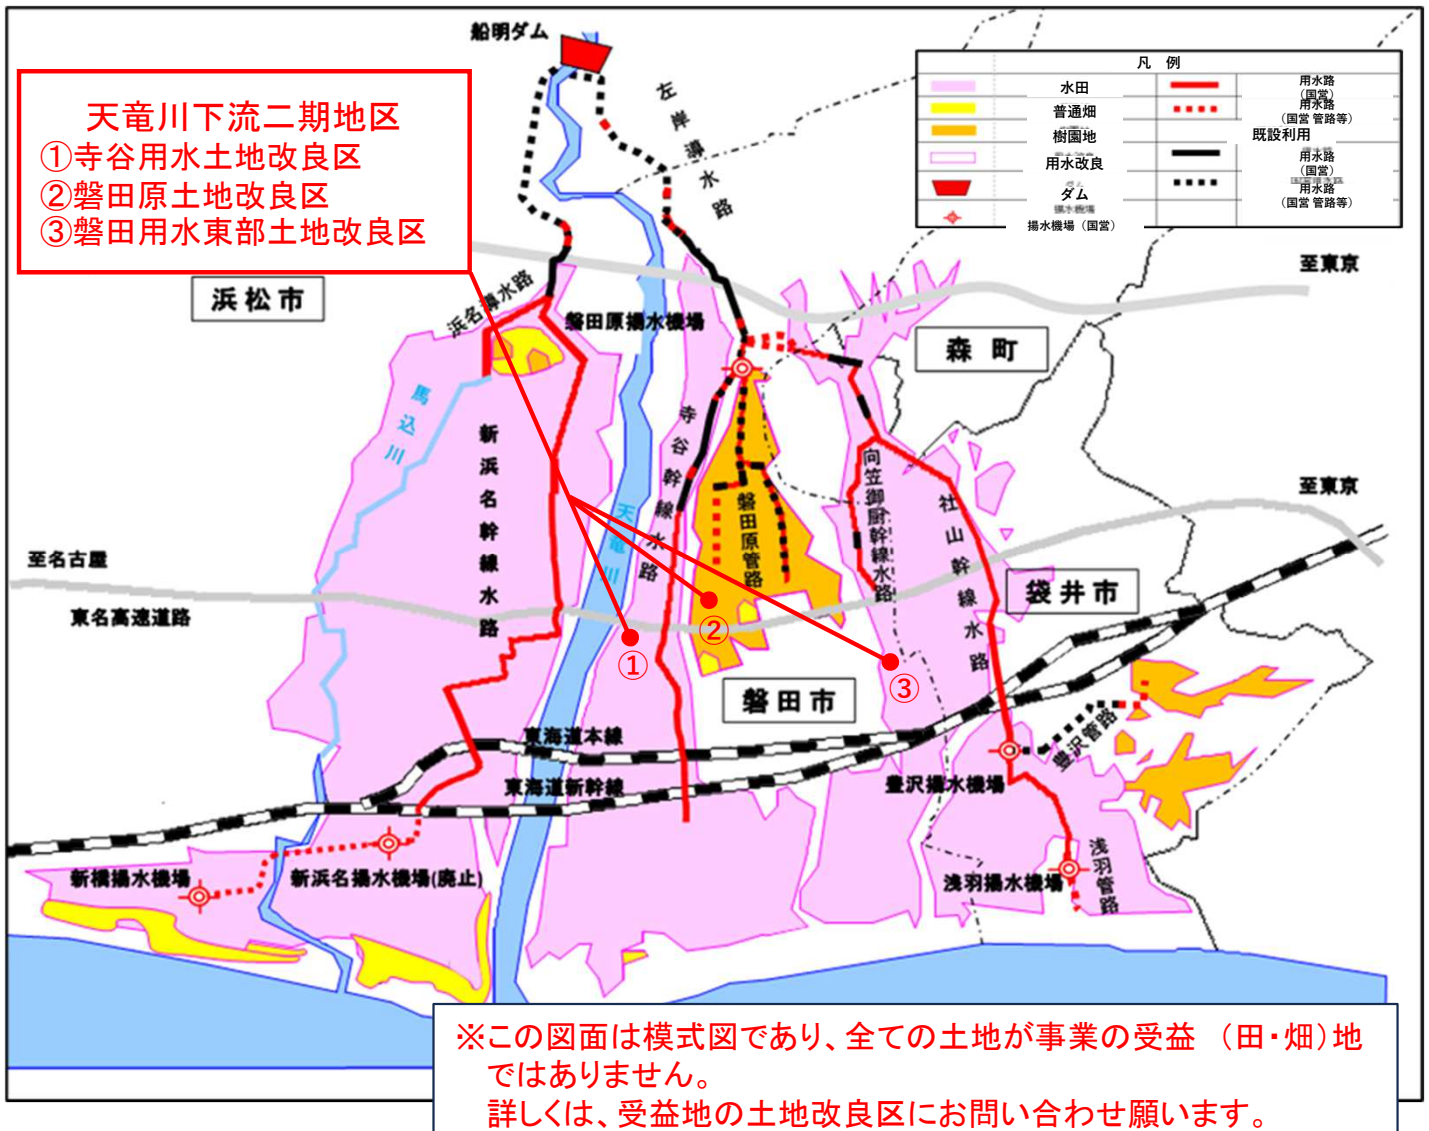 船明ダム
天竜川下流二期地区
①寺谷用水土地改良区
②磐田原土地改良区
③磐田用水東部土地改良区
左岸導水路
凡 例
水田
用水路
(国営)
普通畑
用水路
(国営 管路等)
樹園地
既設利用
用水改良
用水路
(国営)
ダム
用水路
(国営 管路等)
揚水機場(国営)
浜松市
浜名導水路
磐田原揚水機場
至東京
森 町
馬込川
新浜名幹線水路
寺谷幹線水路
天竜川
磐田原管路
向笠御厨幹線水路
社山幹線水路
至東京
至名古屋
東名高速道路
袋井市
①
②
③
磐田市
東海道本線
東海道新幹線
豊沢管路
豊沢揚水機場
新橋揚水機場
新浜名揚水機場(廃止)
浅羽揚水機場
浅羽管路
※この図面は模式図であり、全ての土地が事業の受益 (田・畑)地
ではありません。
詳しくは、受益地の土地改良区にお問い合わせ願います。